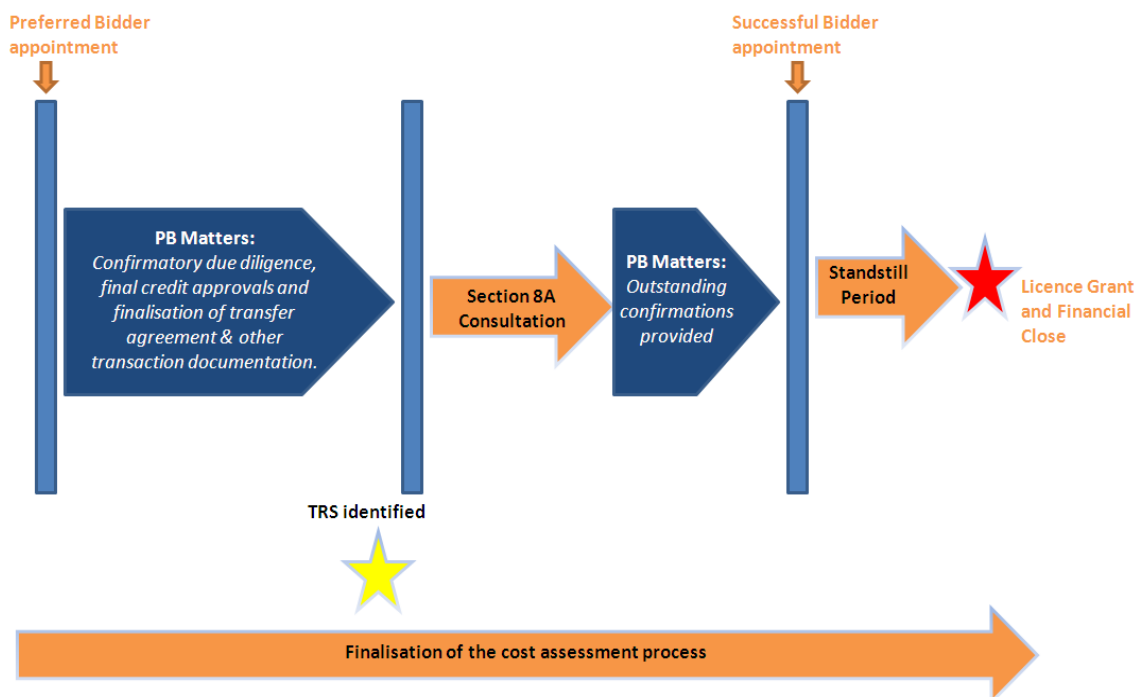 Preferred Bidder
appointment
Successful Bidder
appointment
PB Matters:
Confirmatory due diligence,
final credit approvals and
finalisation of transfer
agreement & other
transaction documentation.
Section 8A
Consultation
PB Matters:
Outstanding
confirmations
provided
Standstill
Period
Licence Grant
and Financial
Close
TRS identified
Finalisation of the cost assessment process